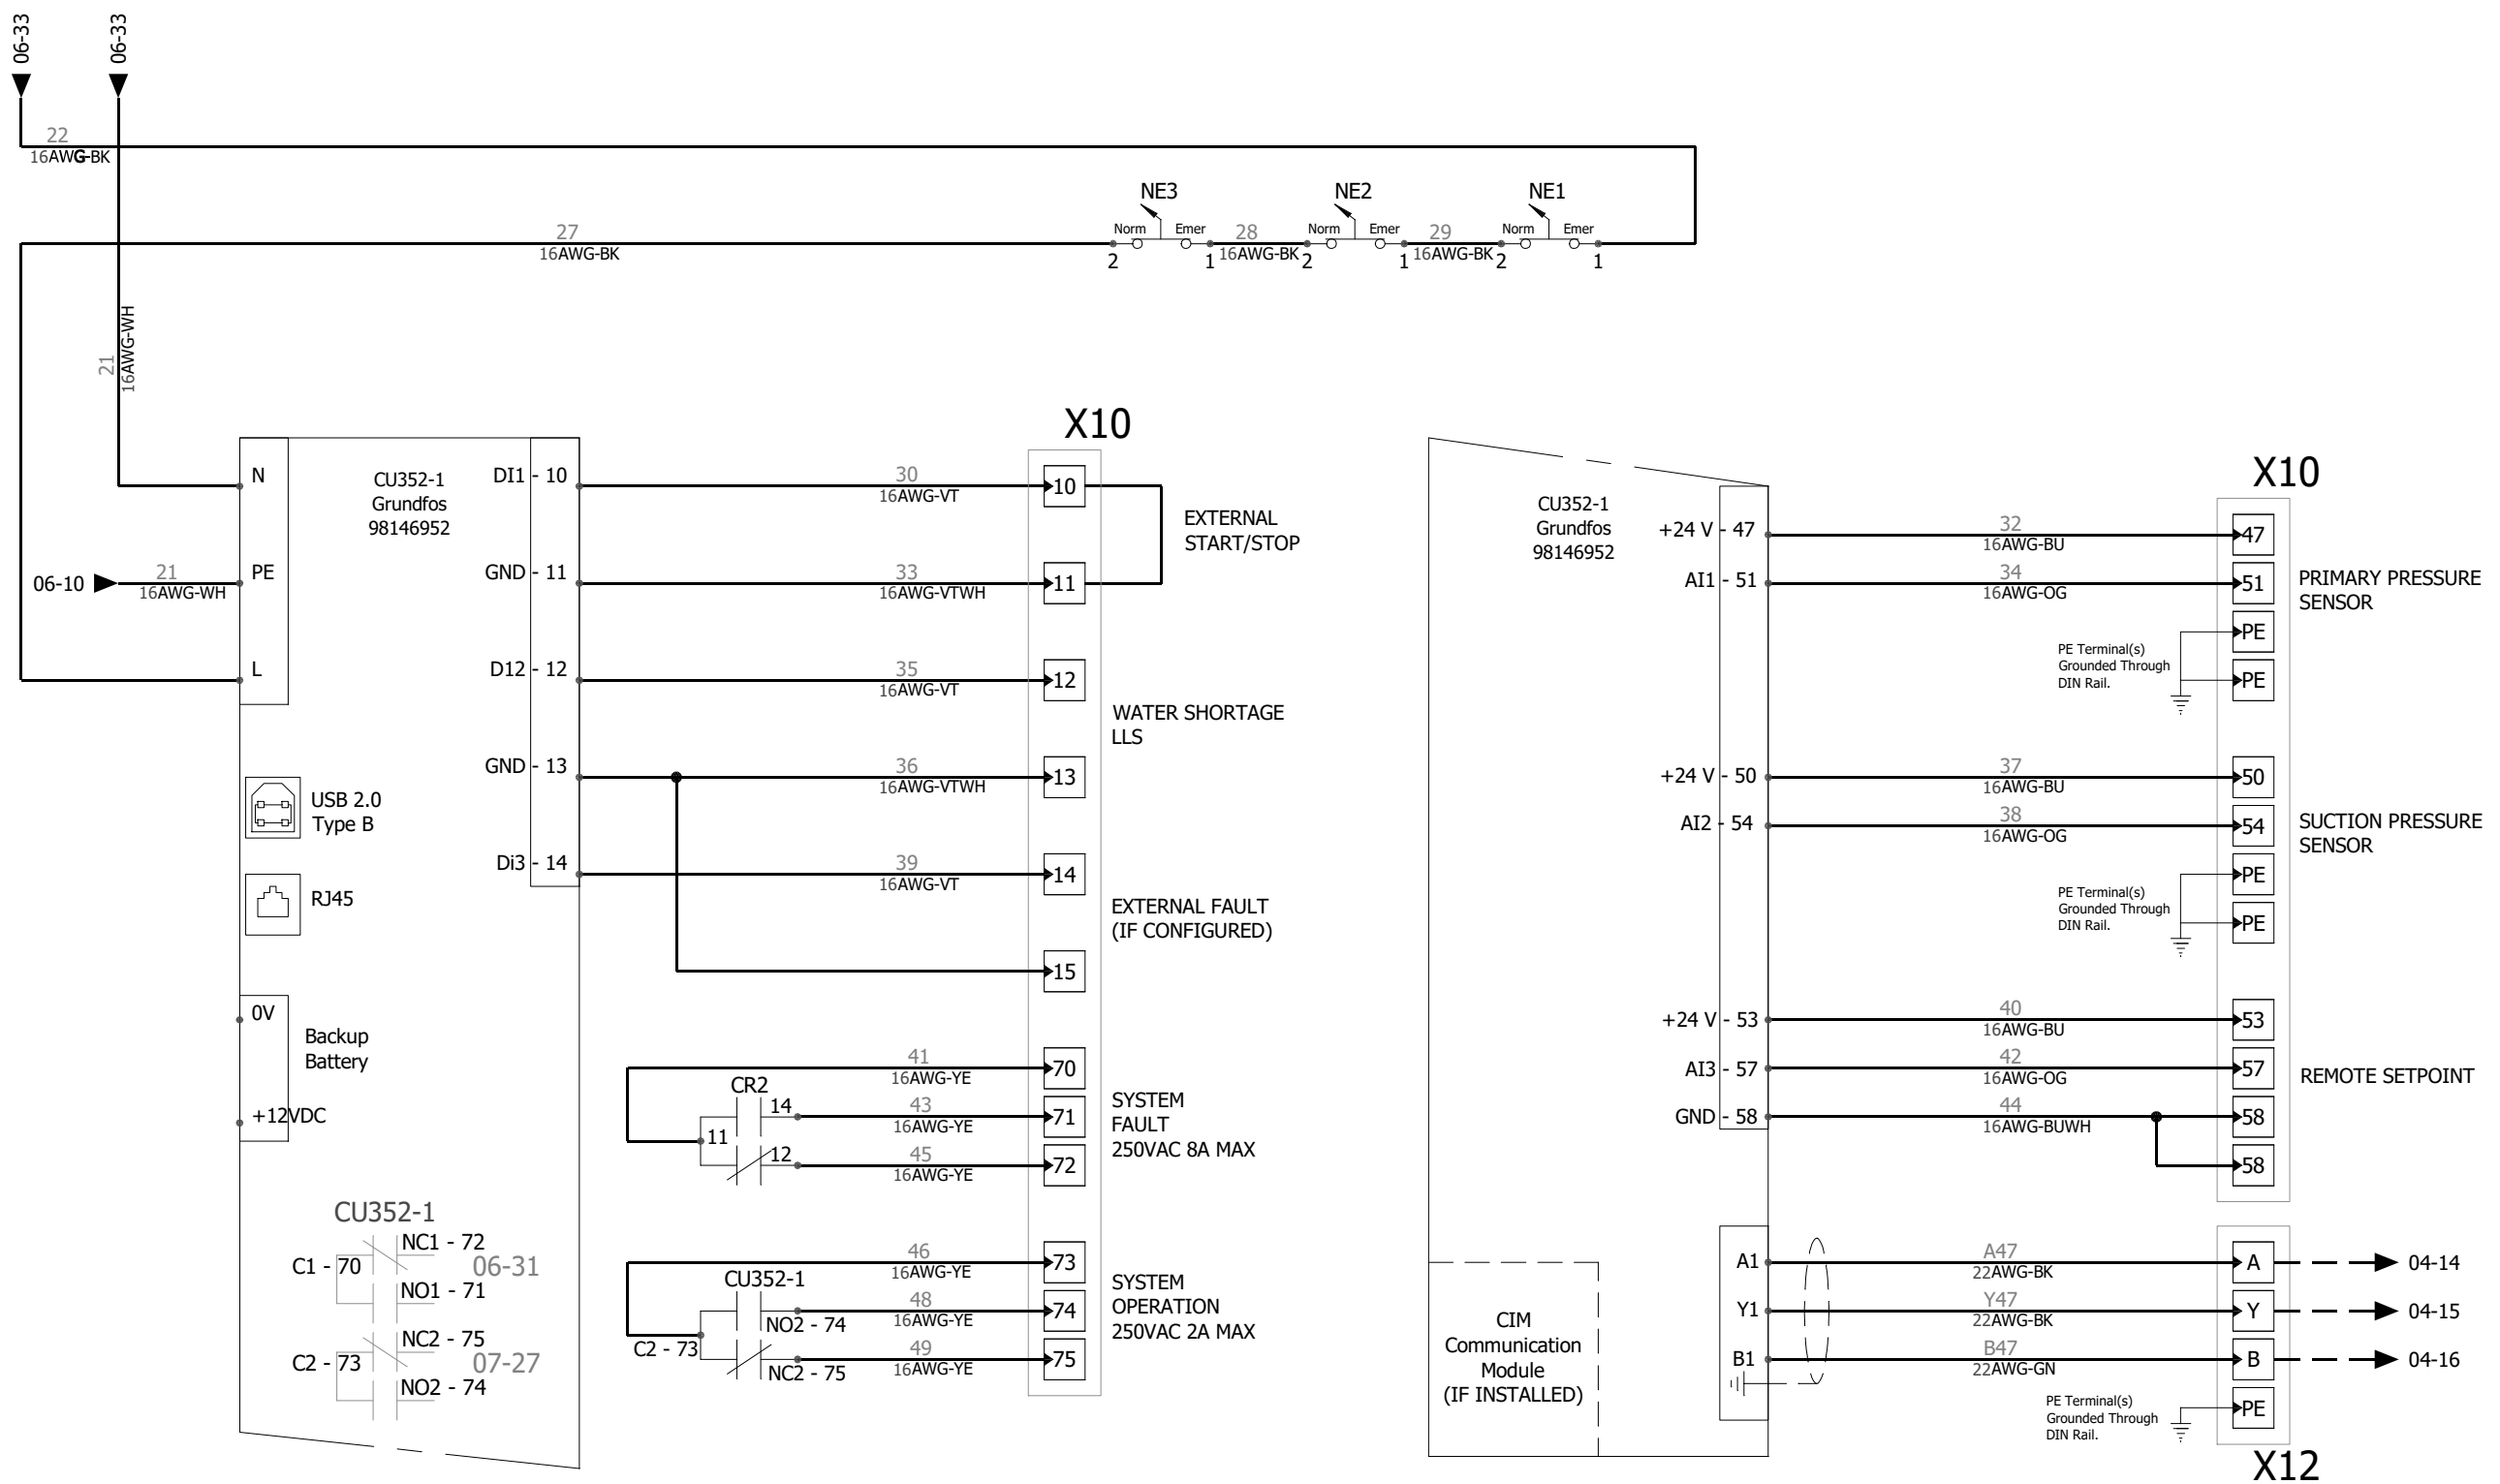 06-33
06-33
22
16AWG-BK
NE3
NE2
NE1
Norm
Emer
Norm
Emer
Norm
Emer
27
16AWG-BK
2
1
28
16AWG-BK
2
1
29
16AWG-BK
2
1
21
16AWG-WH
X10
N
CU352-1
Grundfos
98146952
DI1 - 10
30
16AWG-VT
10
EXTERNAL
START/STOP
06-10
21
16AWG-WH
PE
GND - 11
33
16AWG-VTWH
11
L
D12 - 12
35
16AWG-VT
12
WATER SHORTAGE
LLS
GND - 13
36
16AWG-VTWH
13
USB 2.0
Type B
Di3 - 14
39
16AWG-VT
14
RJ45
EXTERNAL FAULT
(IF CONFIGURED)
15
0V
Backup
Battery
+12VDC
41
16AWG-YE
70
CR2
14
43
16AWG-YE
71
11
12
45
16AWG-YE
72
SYSTEM
FAULT
250VAC 8A MAX
CU352-1
NC1 - 72
C1 - 70
06-31
NO1 - 71
NC2 - 75
C2 - 73
07-27
NO2 - 74
46
16AWG-YE
73
CU352-1
48
16AWG-YE
74
NO2 - 74
C2 - 73
49
16AWG-YE
75
NC2 - 75
SYSTEM
OPERATION
250VAC 2A MAX
X10
CU352-1
Grundfos
98146952
+24 V - 47
32
16AWG-BU
47
AI1 - 51
34
16AWG-OG
51
PRIMARY PRESSURE
SENSOR
PE
PE
PE Terminal(s)
Grounded Through
DIN Rail.
+24 V - 50
37
16AWG-BU
50
AI2 - 54
38
16AWG-OG
54
SUCTION PRESSURE
SENSOR
PE
PE
PE Terminal(s)
Grounded Through
DIN Rail.
+24 V - 53
40
16AWG-BU
53
AI3 - 57
42
16AWG-OG
57
REMOTE SETPOINT
GND - 58
44
16AWG-BUWH
58
58
A1
A47
22AWG-BK
A
04-14
Y1
Y47
22AWG-BK
Y
04-15
B1
B47
22AWG-GN
B
04-16
CIM
Communication
Module
(IF INSTALLED)
PE Terminal(s)
Grounded Through
DIN Rail.
PE
X12